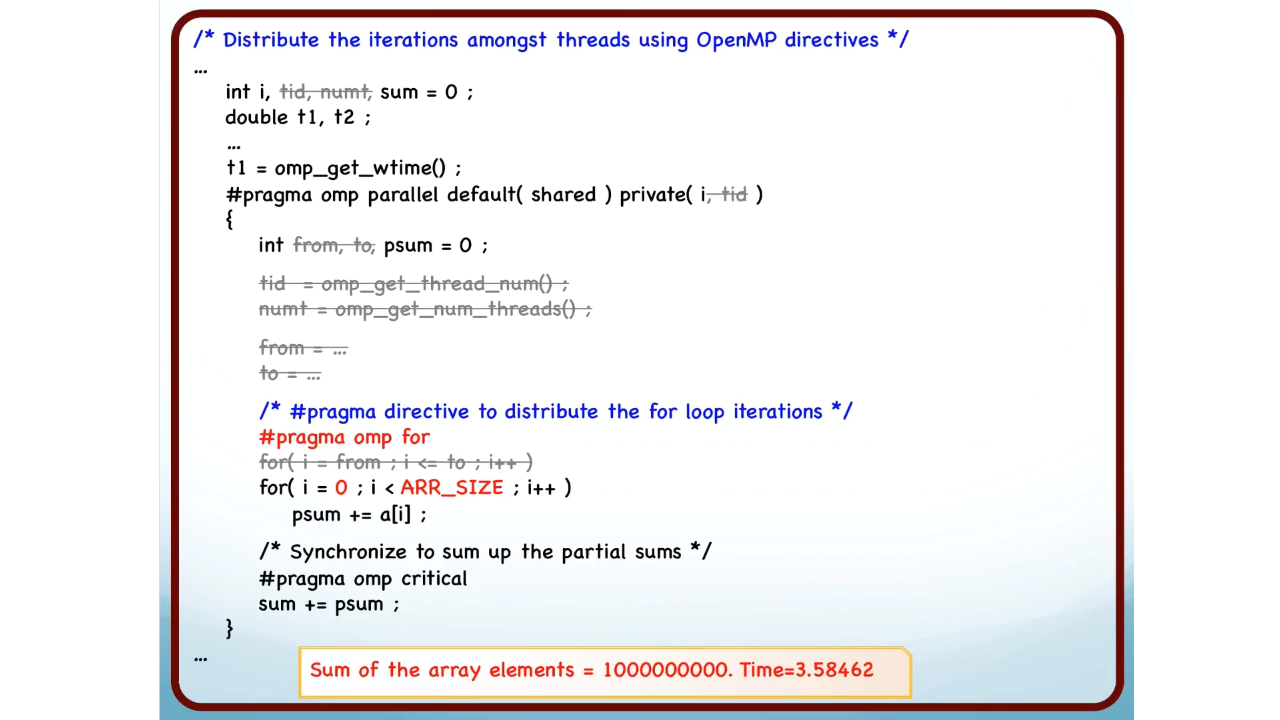 /* Distribute the iterations amongst threads using OpenMP directives */
...
int i, tid, numt, sum = 0 ;
double t1, t2 ;
...
t1 = omp_get_wtime() ;
#pragma omp parallel default( shared ) private( i, tid )
{
int from, to, psum = 0 ;
tid = omp_get_thread_num() ;
numt = omp_get_num_threads() ;
from = ...
to = ...
/* #pragma directive to distribute the for loop iterations */
#pragma omp for
for( i = from ; i <= to ; i++ )
for( i = 0 ; i < ARR_SIZE ; i++ )
psum += a[i] ;
/* Synchronize to sum up the partial sums */
#pragma omp critical
sum += psum ;
}
...
Sum of the array elements = 1000000000. Time=3.58462